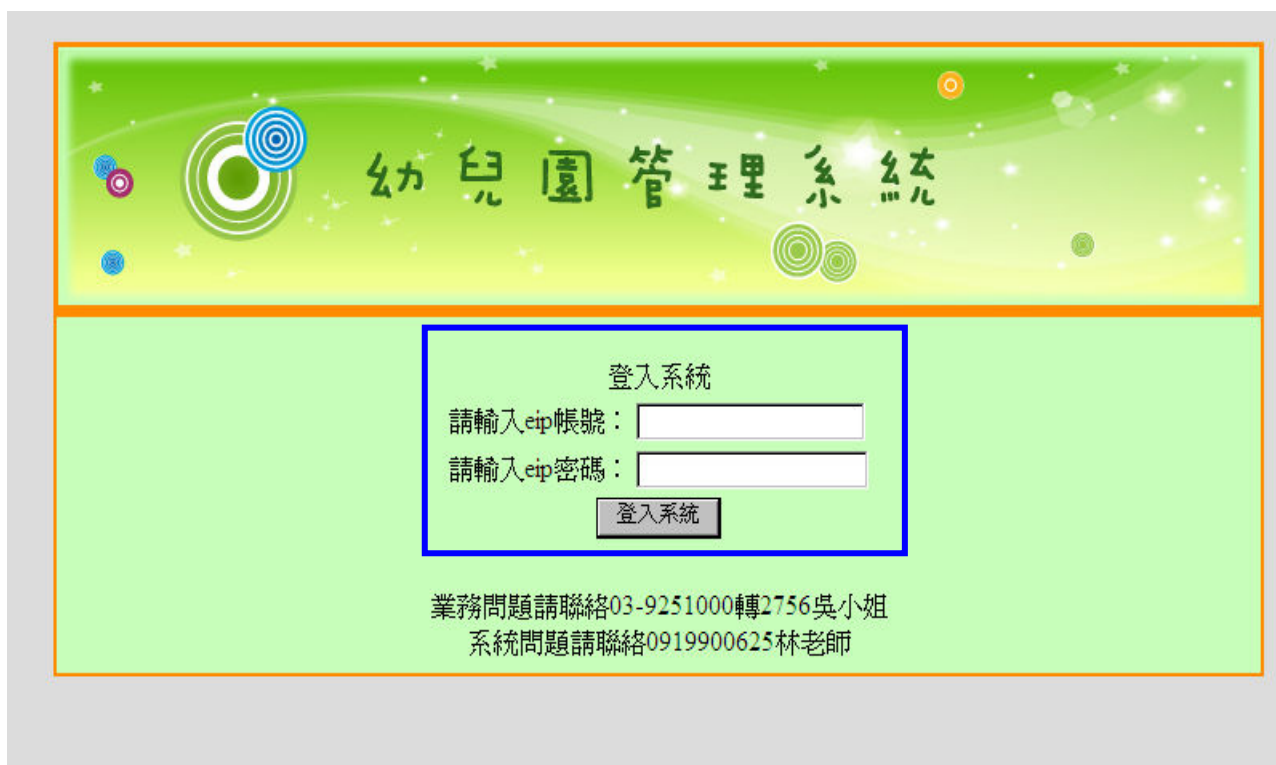 幼兒園管理系統
登入系統
請輸入eip帳號：
請輸入eip密碼：
登入系統
業務問題請聯絡03-9251000轉2756吳小姐
系統問題請聯絡0919900625林老師